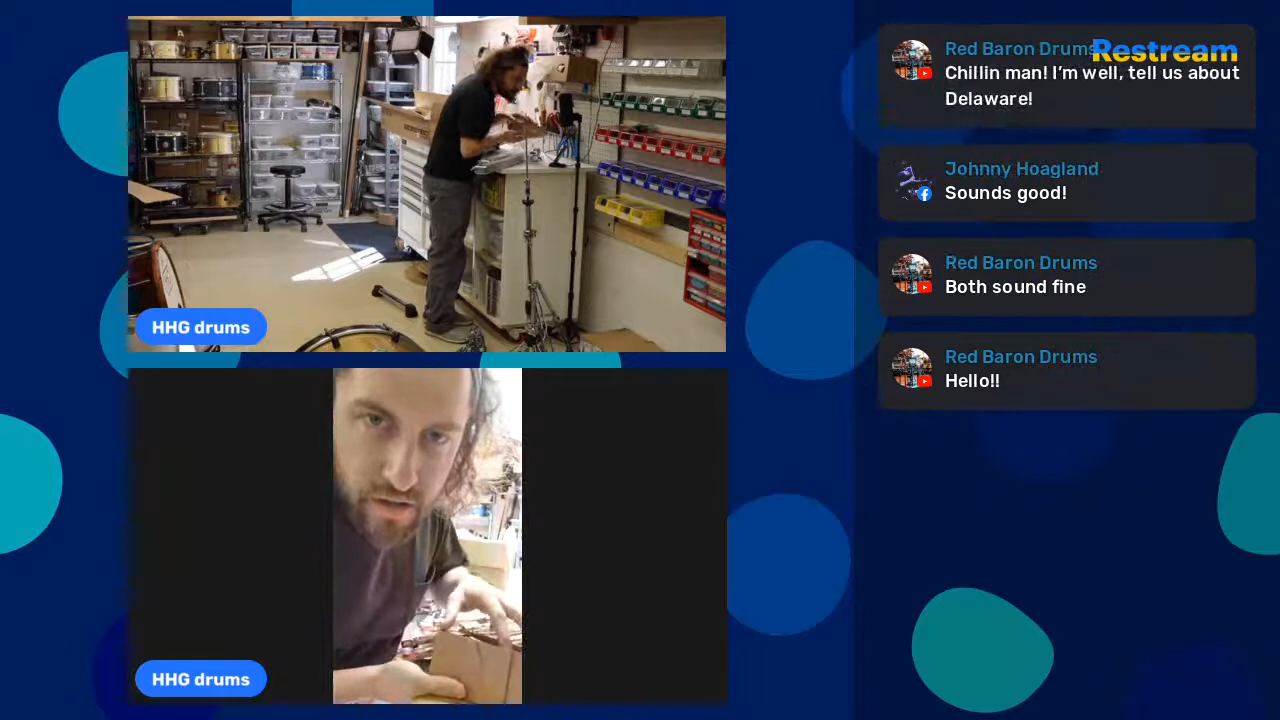 HHG drums
HHG drums
Red Baron Drums
Restream
Chillin man! I'm well, tell us about
Delaware!
Johnny Hoagland
Sounds good!
Red Baron Drums
Both sound fine
Red Baron Drums
Hello!!